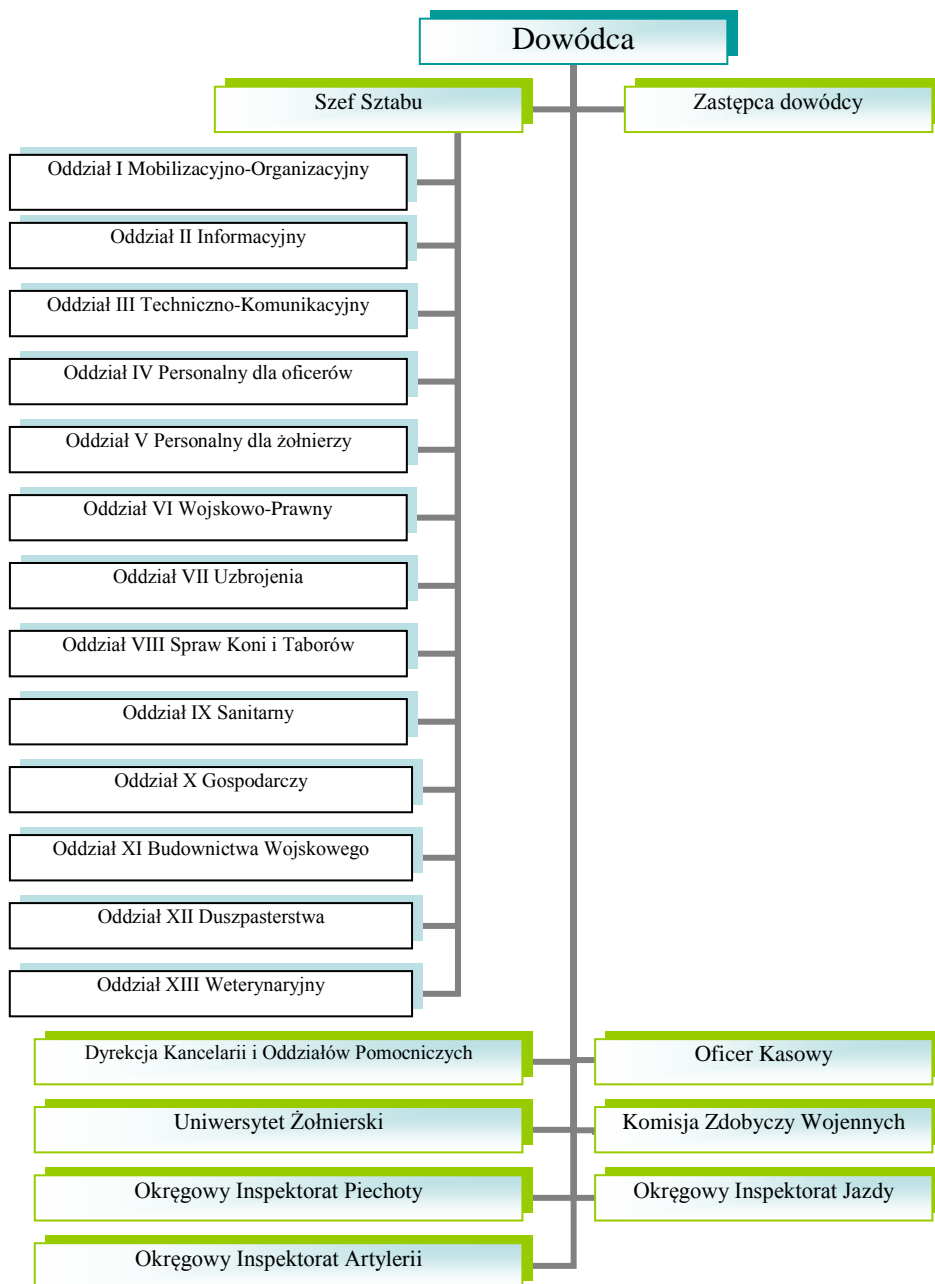 Dowódca
Szef Sztabu
Zastępca dowódcy
Oddział I Mobilizacyjno-Organizacyjny
Oddział II Informacyjny
Oddział III Techniczno-Komunikacyjny
Oddział IV Personalny dla oficerów
Oddział V Personalny dla żołnierzy
Oddział VI Wojskowo-Prawny
Oddział VII Uzbrojenia
Oddział VIII Spraw Koni i Taborów
Oddział IX Sanitarny
Oddział X Gospodarczy
Oddział XI Budownictwa Wojskowego
Oddział XII Duszpasterstwa
Oddział XIII Weterynaryjny
Dyrekcja Kancelarii i Oddziałów Pomocniczych
Oficer Kasowy
Uniwersytet Żołnierski
Komisja Zdobyczy Wojennych
Okręgowy Inspektorat Piechoty
Okręgowy Inspektorat Jazdy
Okręgowy Inspektorat Artylerii